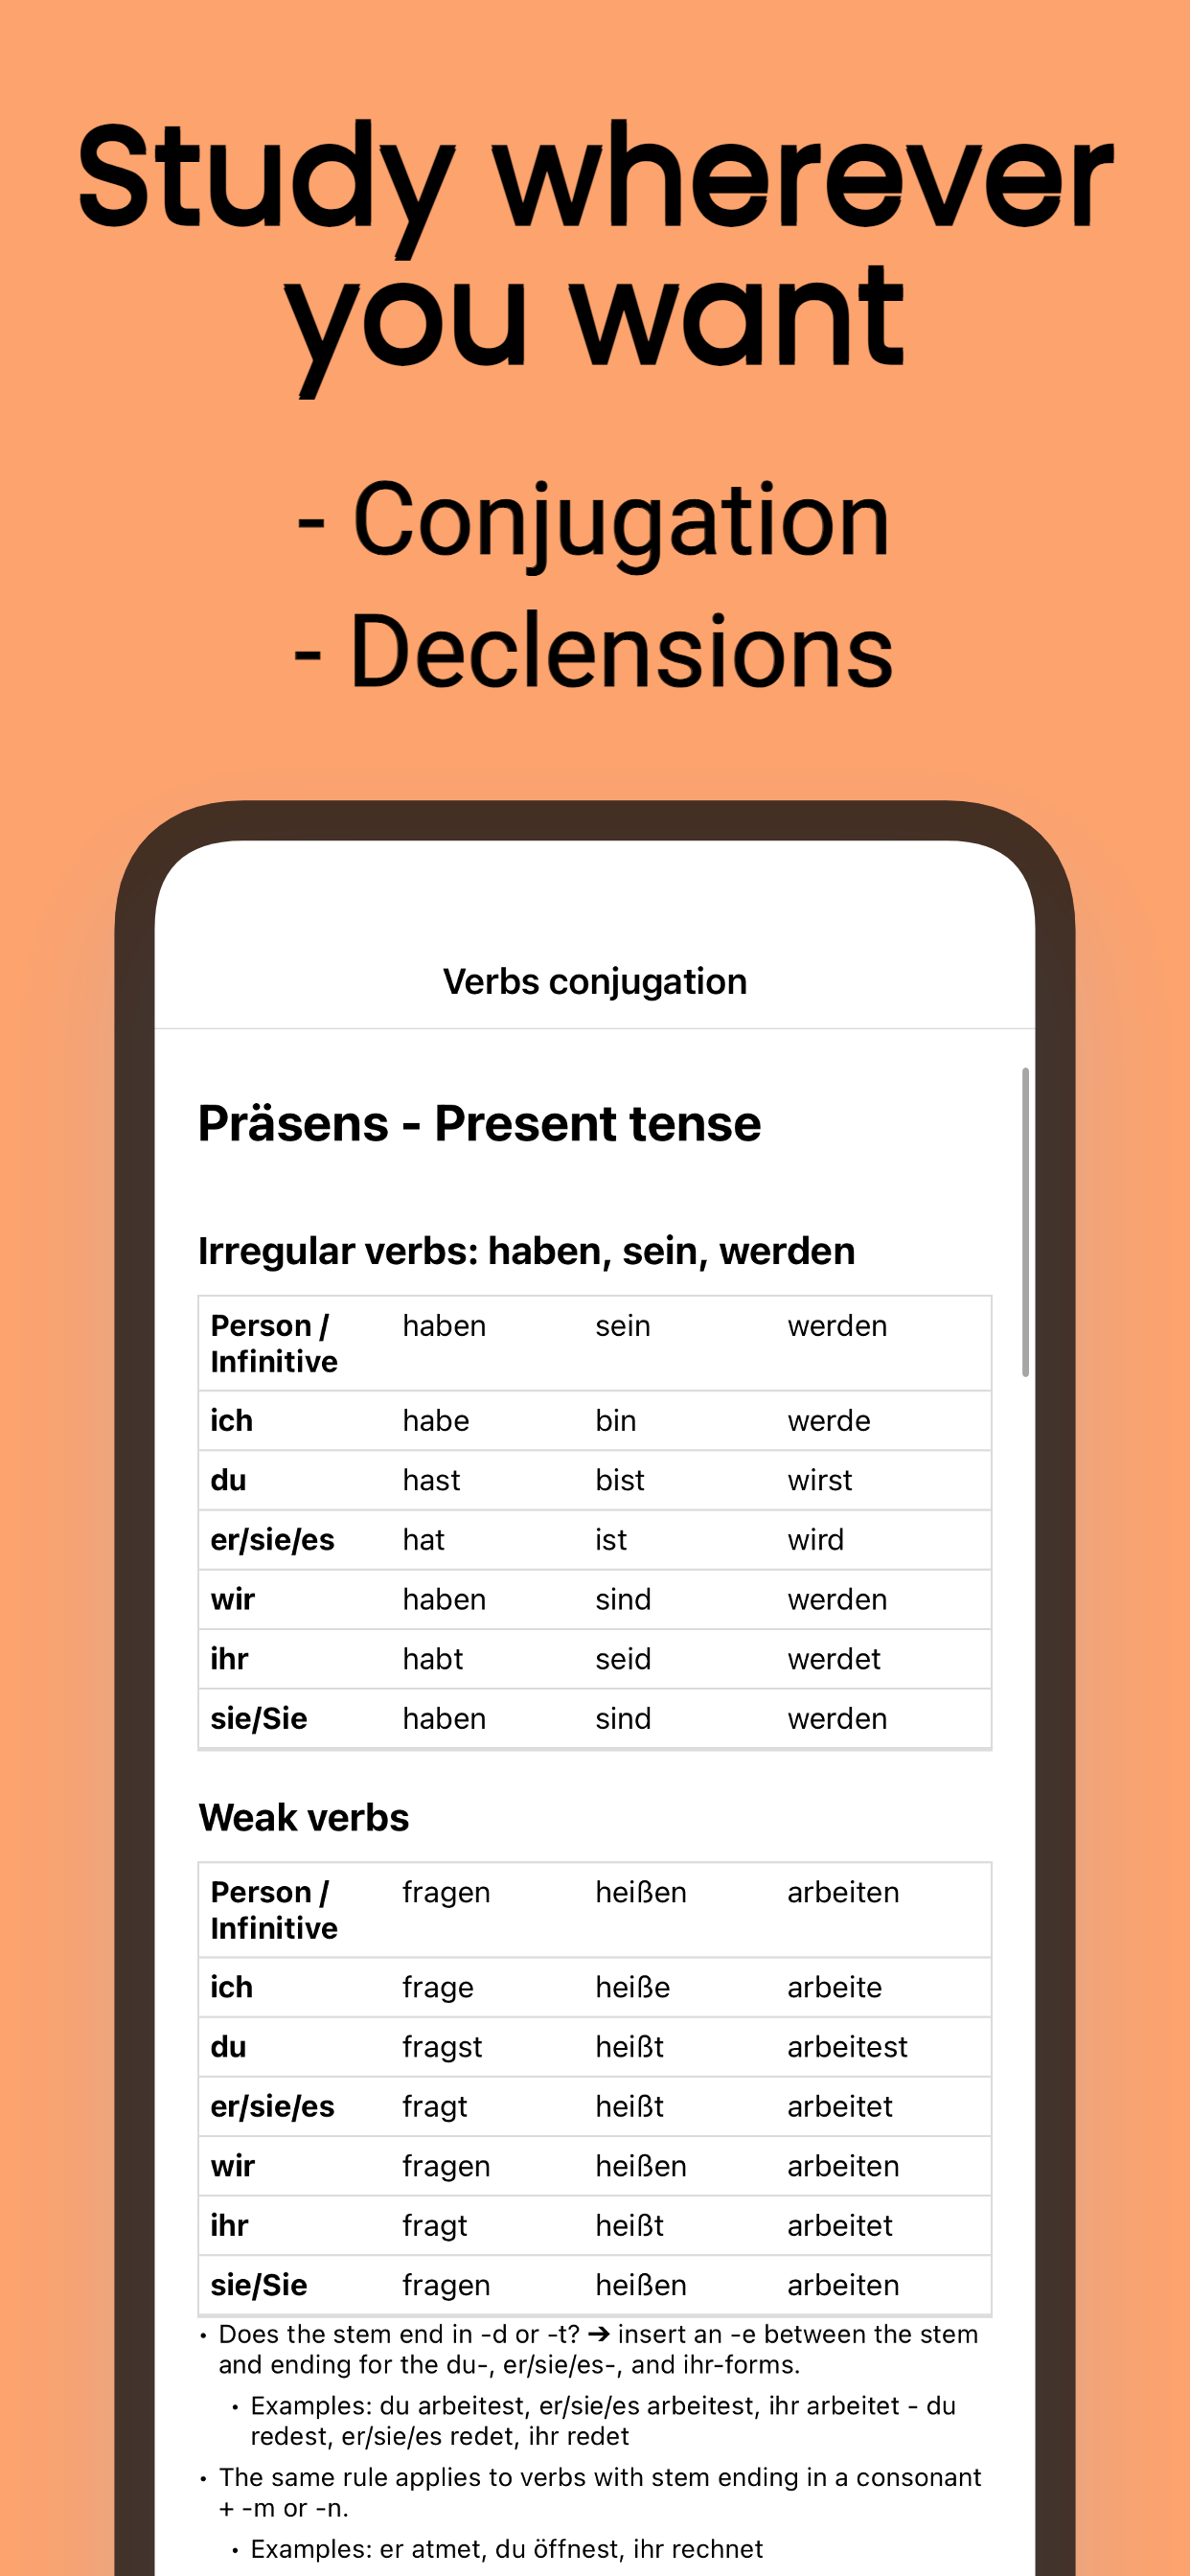 Study wherever
you want
- Conjugation
- Declensions
Verbs conjugation
Präsens - Present tense
Irregular verbs: haben, sein, werden
Person / haben sein werden
Infinitive
ich habe bin werde
du hast bist wirst
er/sie/es hat ist wird
wir haben sind werden
ihr habt seid werdet
sie/Sie haben sind werden
Weak verbs
Person / fragen heißen arbeiten
Infinitive
ich frage heiße arbeite
du fragst heißt arbeitest
er/sie/es fragt heißt arbeitet
wir fragen heißen arbeiten
ihr fragt heißt arbeitet
sie/Sie fragen heißen arbeiten
• Does the stem end in -d or -t? ➔ insert an -e between the stem
and ending for the du-, er/sie/es-, and ihr-forms.
• Examples: du arbeitest, er/sie/es arbeitest, ihr arbeitet - du
redest, er/sie/es redet, ihr redet
• The same rule applies to verbs with stem ending in a consonant
+ -m or -n.
• Examples: er atmet, du öffnest, ihr rechnet